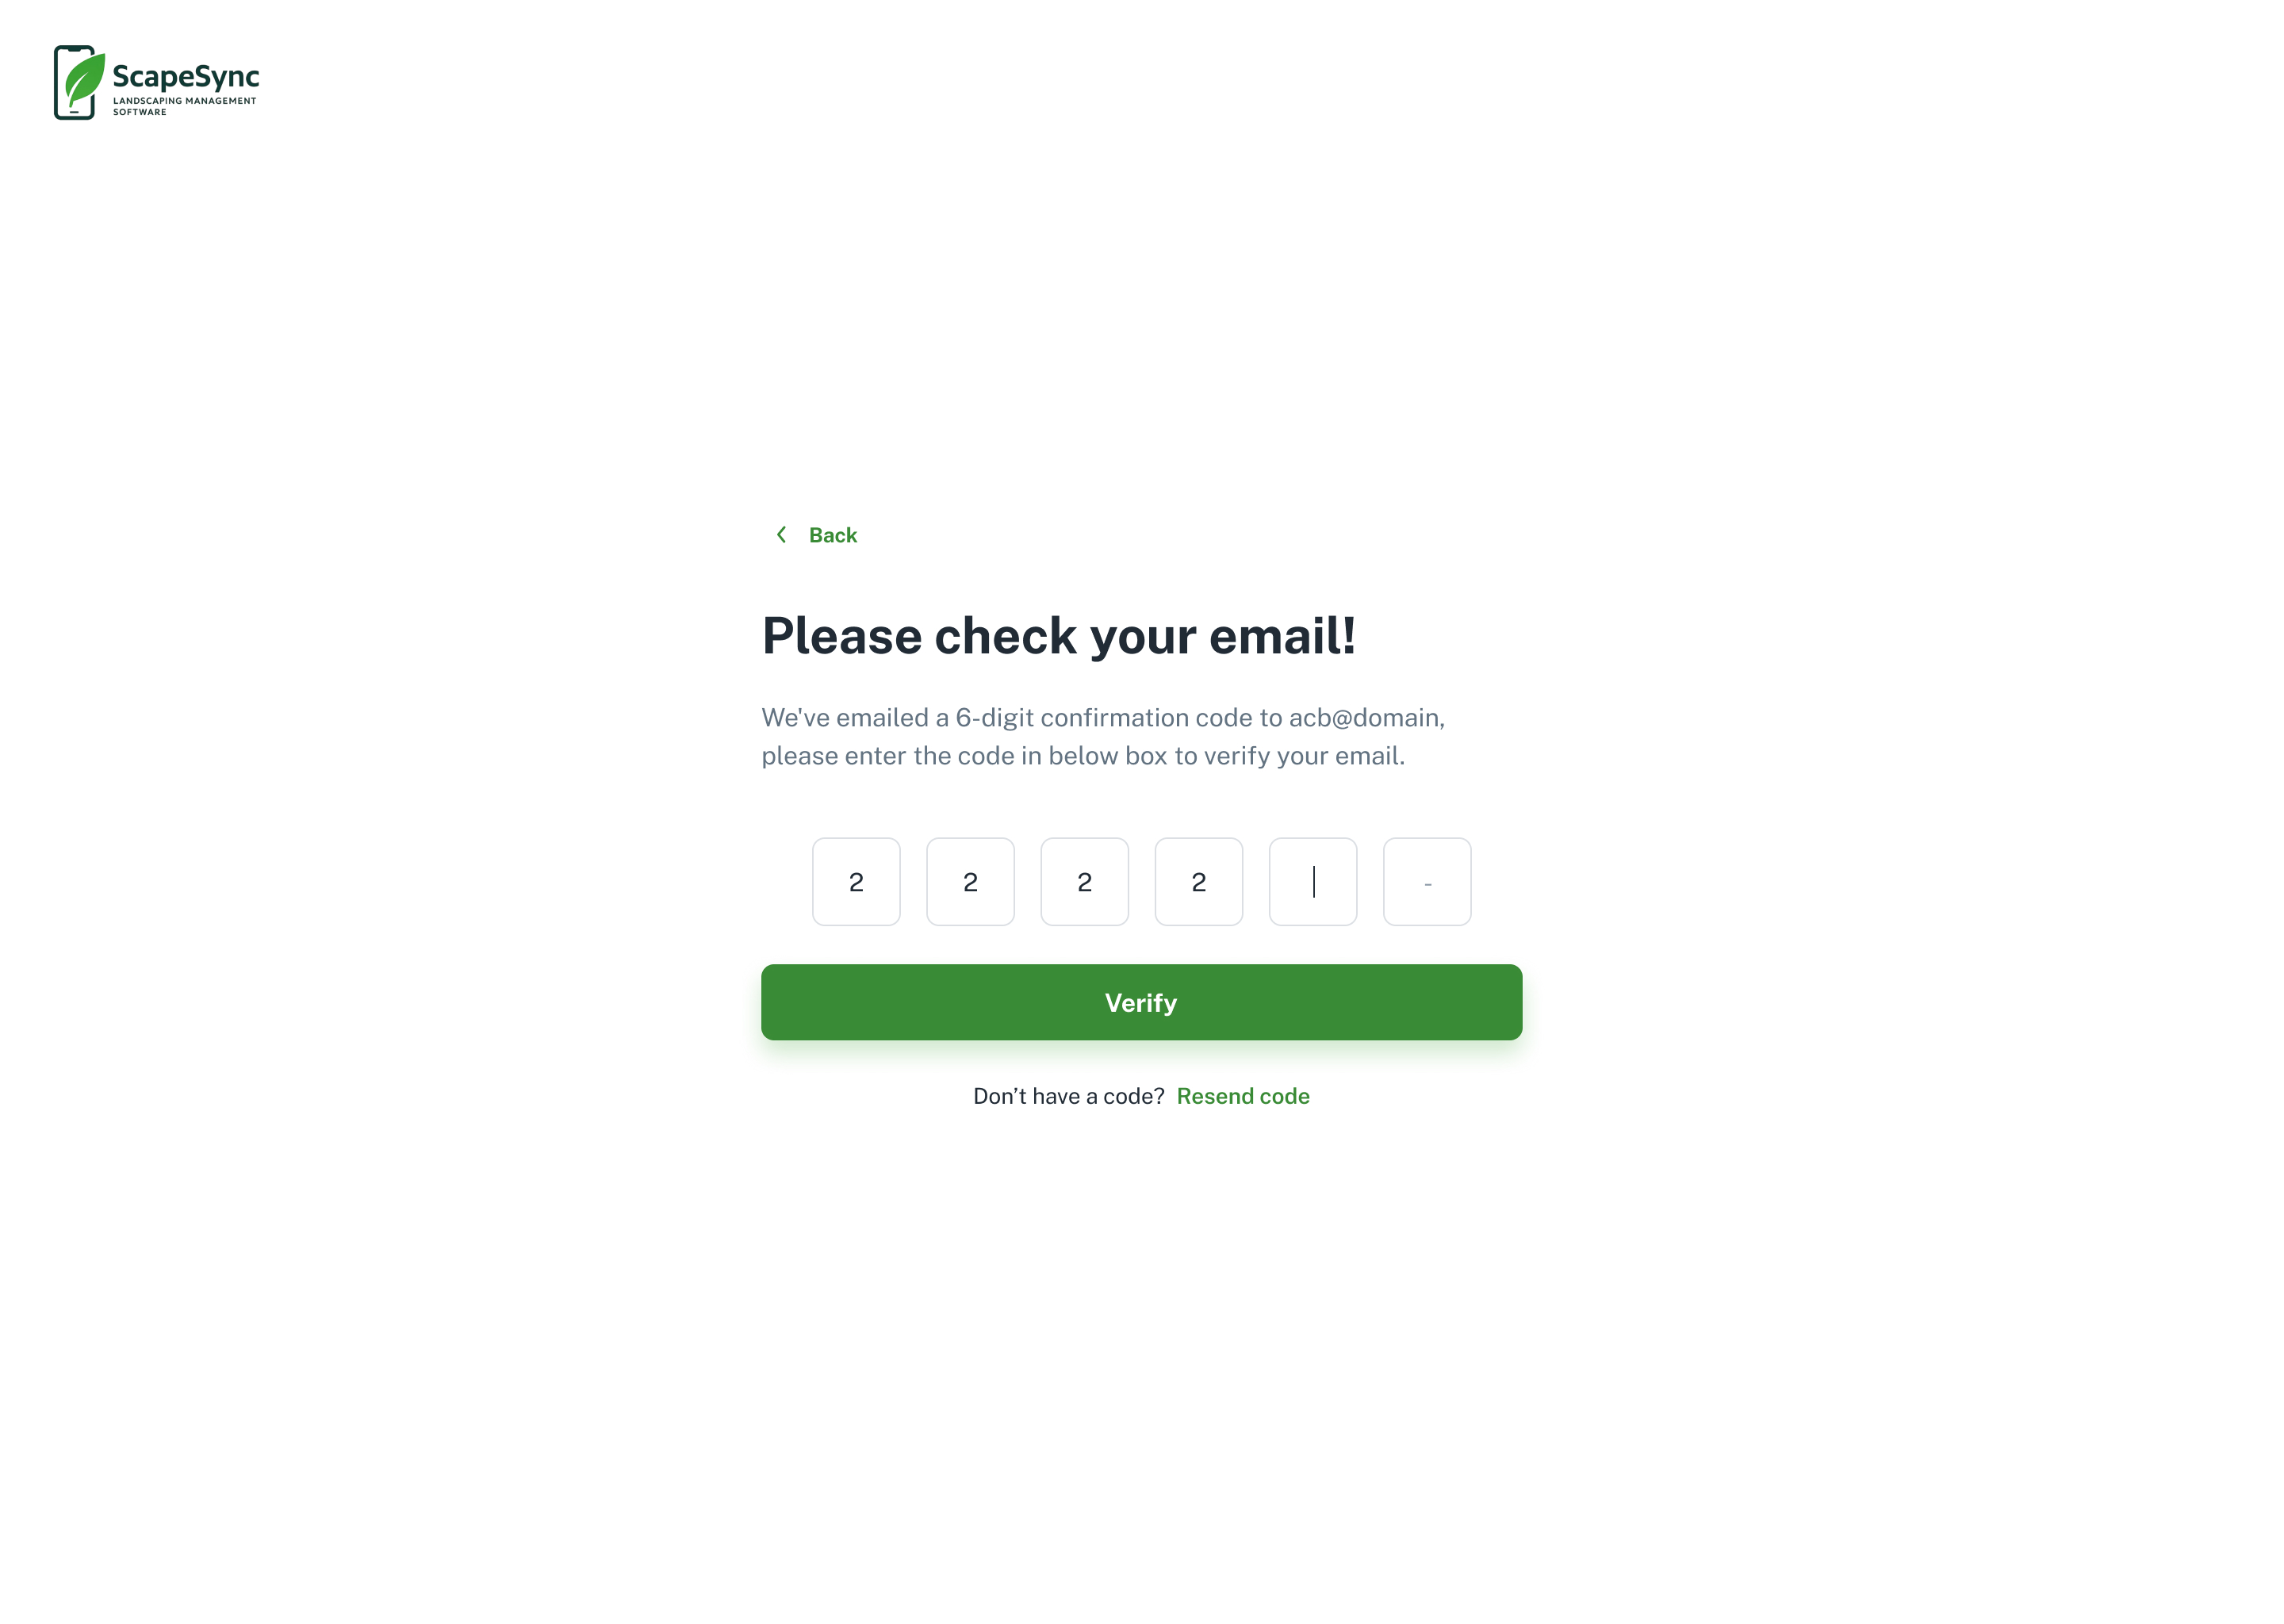 ScapeSync
LANDSCAPING MANAGEMENT
SOFTWARE
Back
Please check your email!
We've emailed a 6-digit confirmation code to acb@domain,
please enter the code in below box to verify your email.
2 2 2 2 -
Verify
Don’t have a code? Resend code